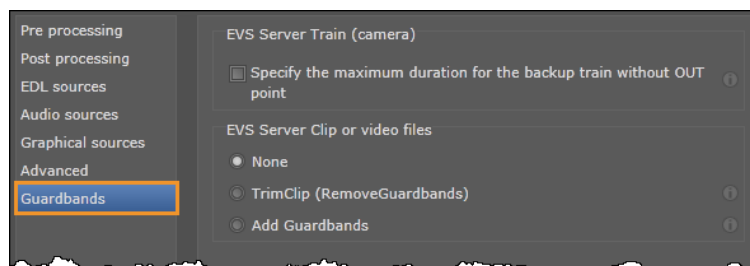 Pre processing
Post processing
EDL sources
Audio sources
Graphical sources
Advanced
Guardbands
EVS Server Train (camera)
Specify the maximum duration for the backup train without OUT
point
EVS Server Clip or video files
None
TrimClip (RemoveGuardbands)
Add Guardbands